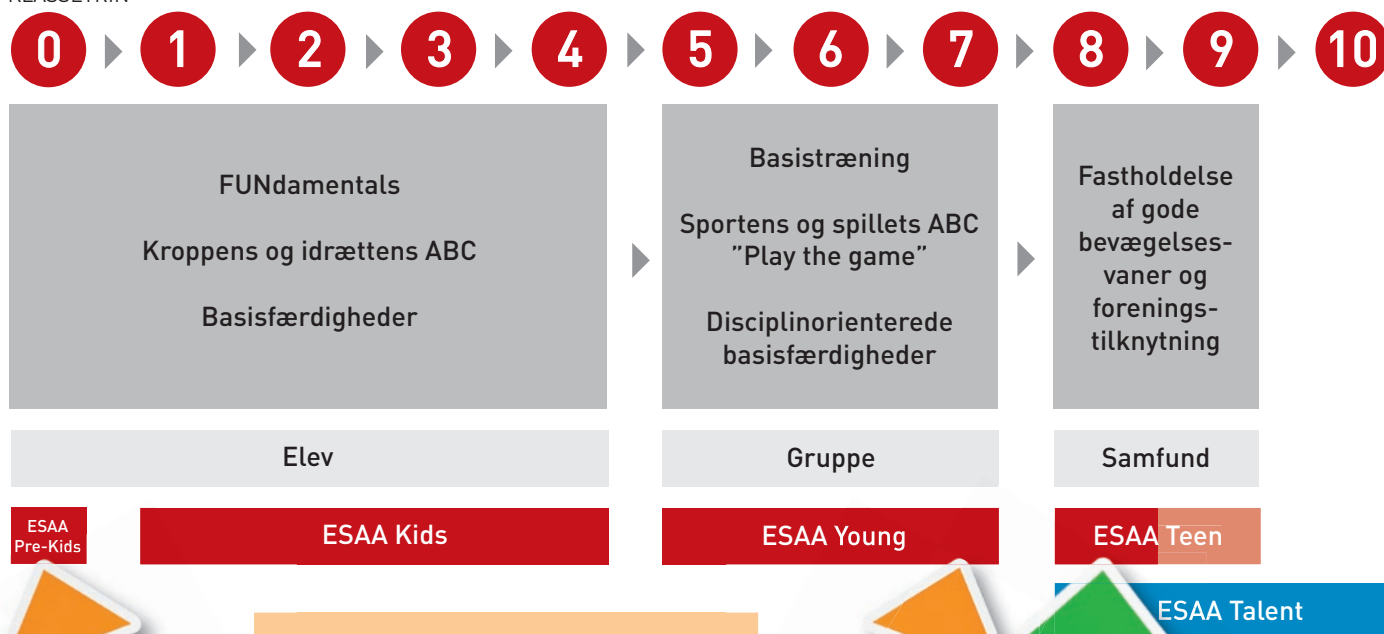 0 1 2 3 4 5 6 7 8 9 10
FUNdamentals
Kroppens og idrættens ABC
Basisfærdigheder
Basistræning
Sportens og spillets ABC
”Play the game”
Disciplinorienterede
basisfærdigheder
Fastholdelse
af gode
bevægelses-
vaner og
forenings-
tilknytning
Elev
Gruppe
Samfund
ESAA
Pre-Kids
ESAA Kids
ESAA Young
ESAA Teen
ESAA Talent